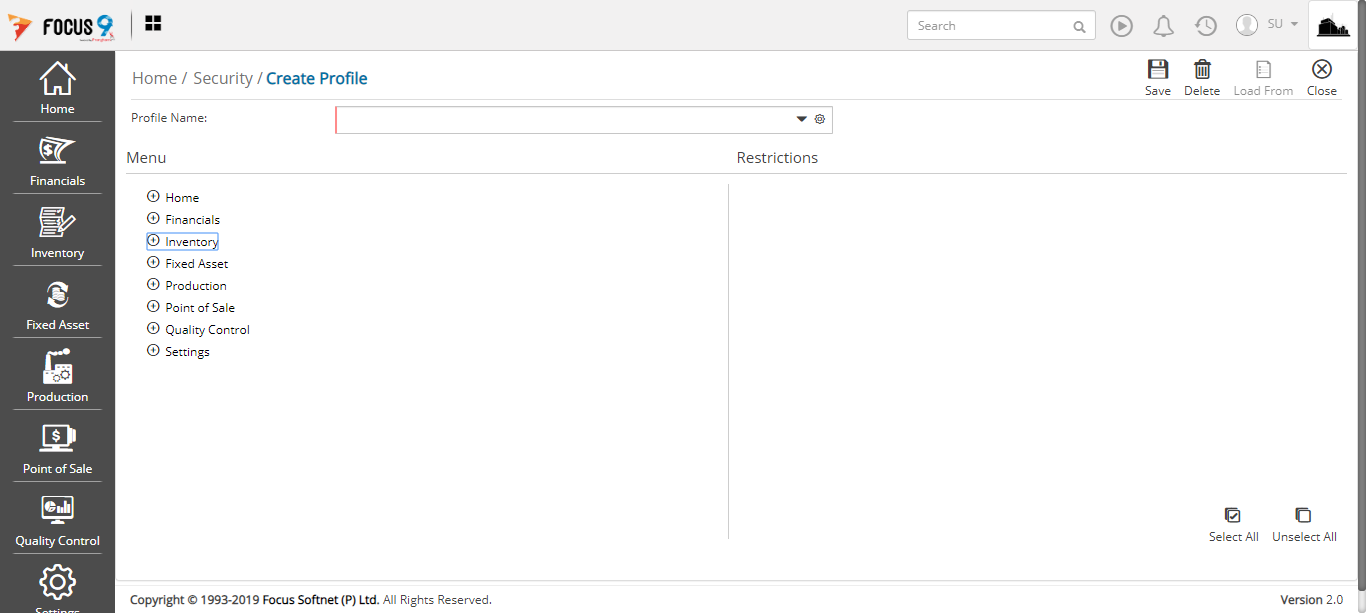 FOCUS 9
Search
SU
Home
Financials
Inventory
Fixed Asset
Production
Point of Sale
Quality Control
Settings
Home / Security / Create Profile
Save
Delete
Load From
Close
Profile Name:
Menu
Restrictions
Home
Financials
Inventory
Fixed Asset
Production
Point of Sale
Quality Control
Settings
Select All
Unselect All
Copyright © 1993-2019 Focus Softnet (P) Ltd. All Rights Reserved.
Version 2.0